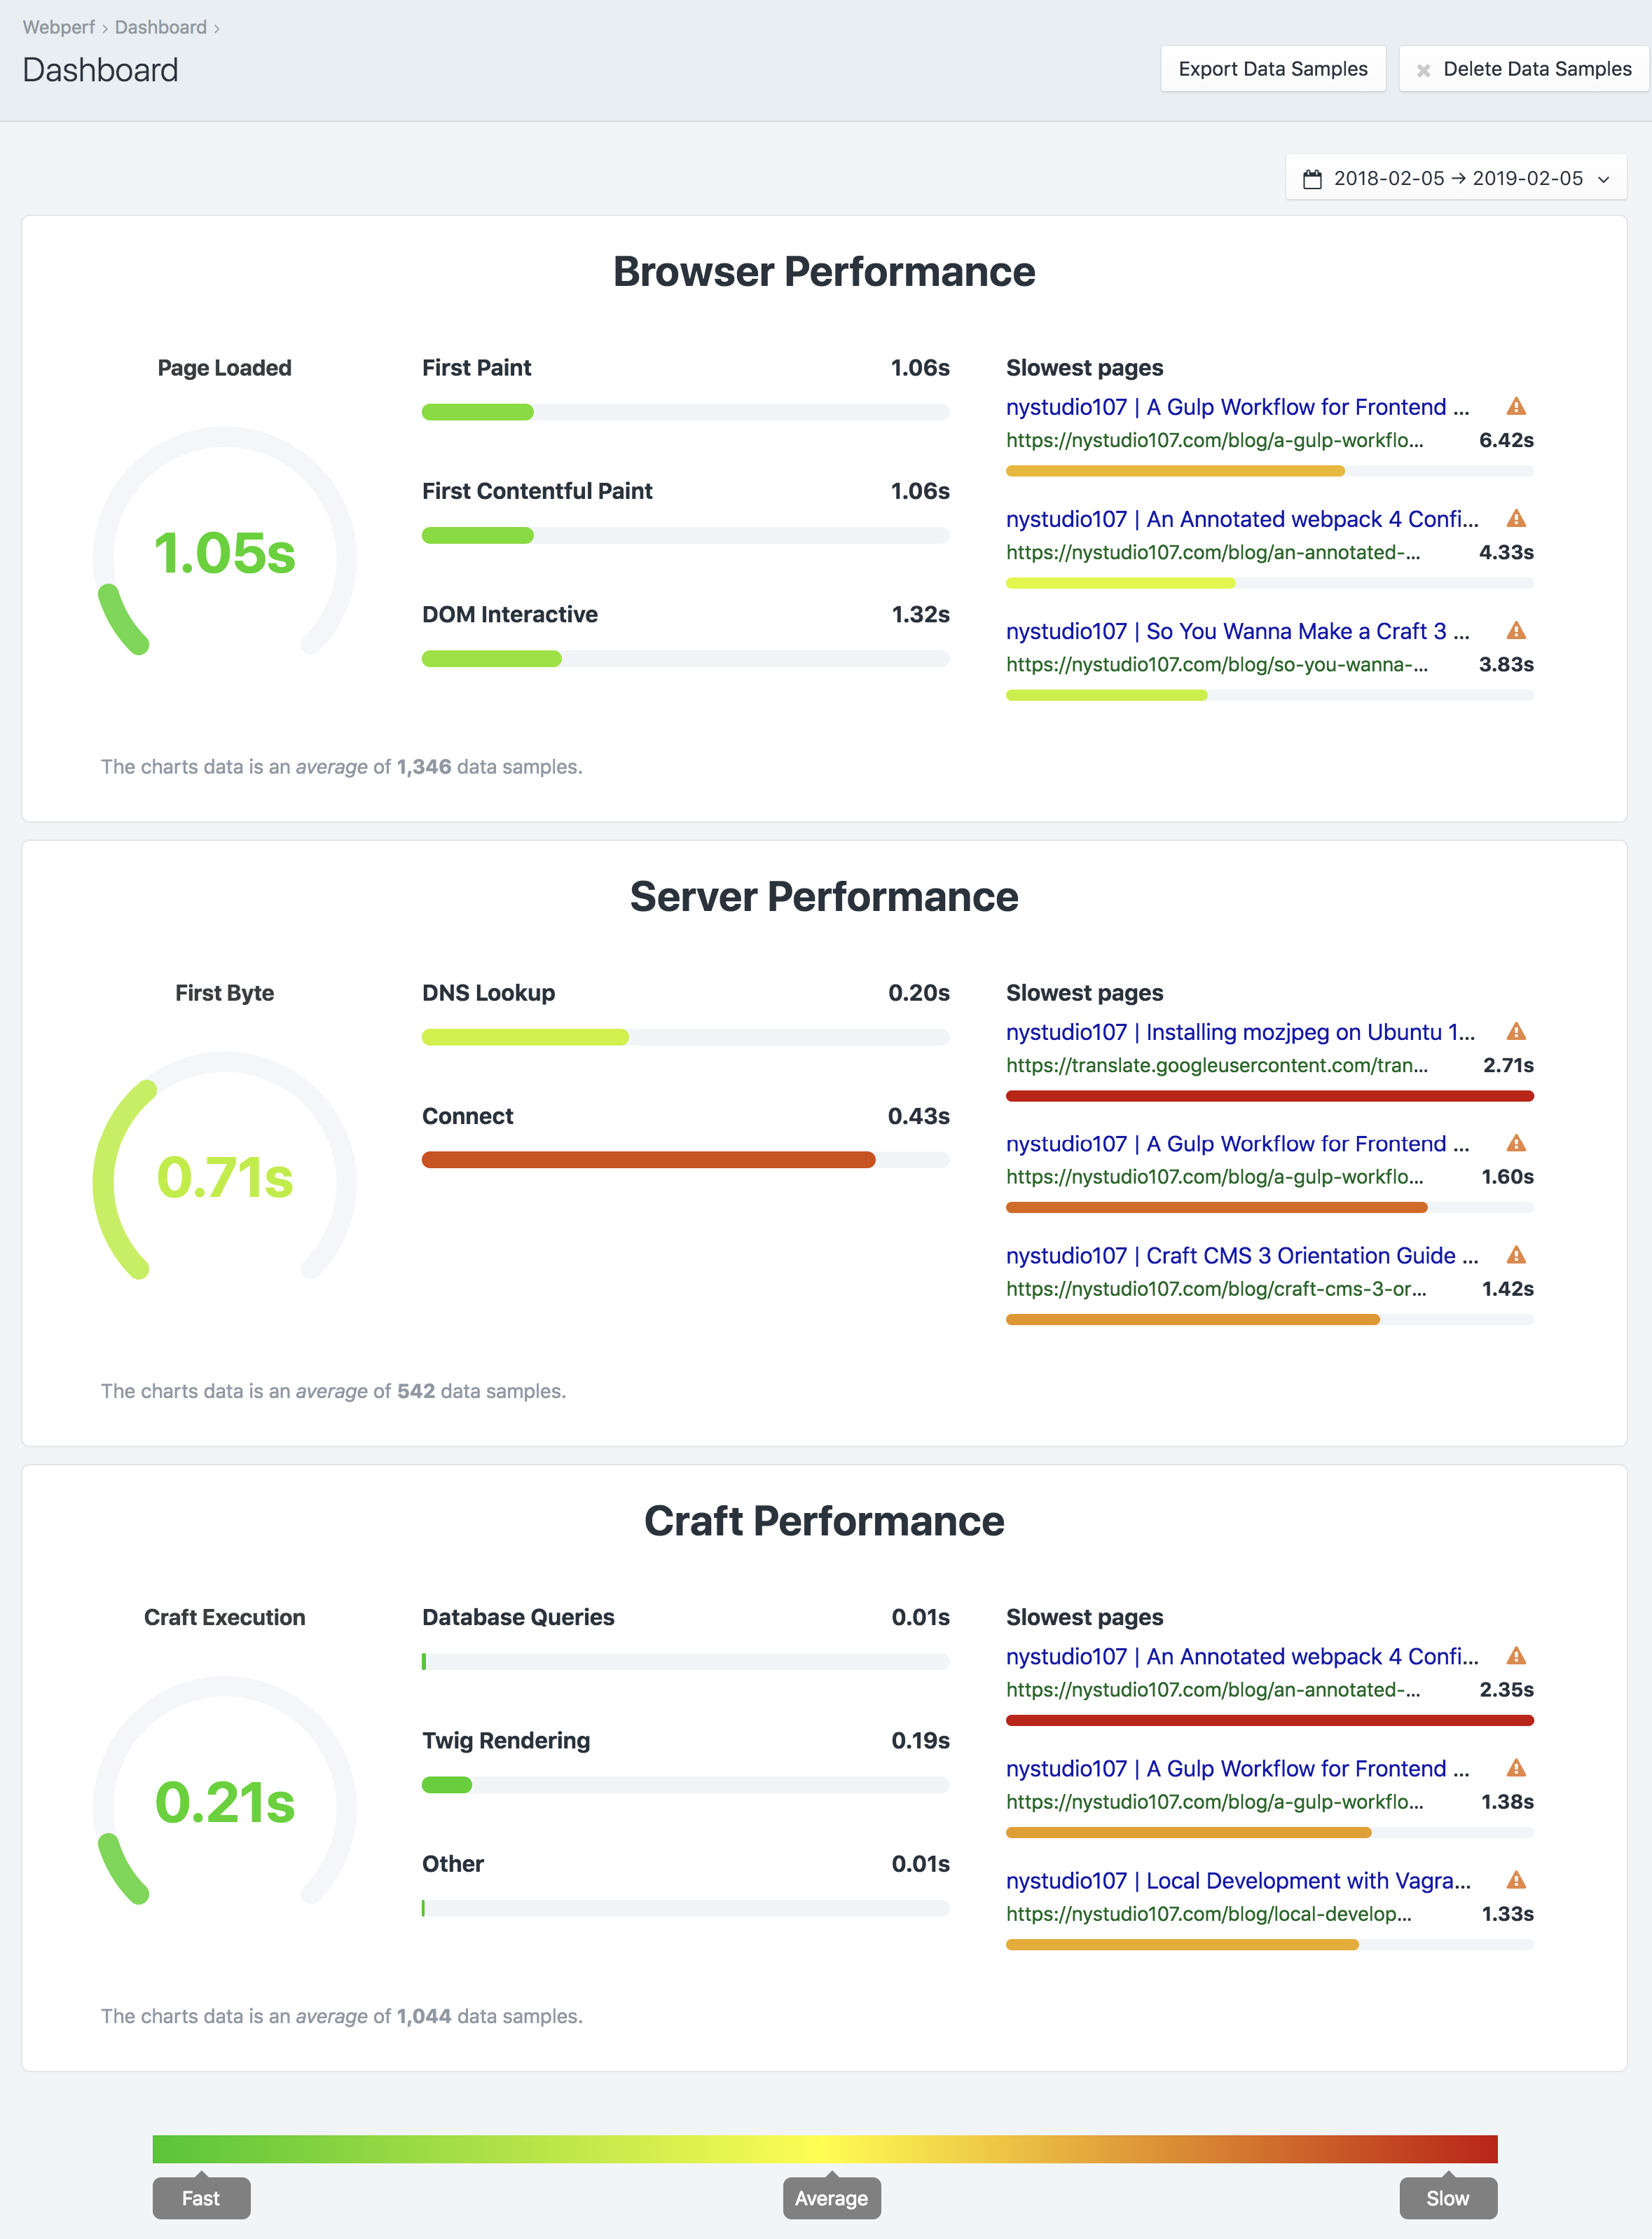 Webperf › Dashboard ›
Dashboard
Export Data Samples
Delete Data Samples
2018-02-05 → 2019-02-05
Browser Performance
Page Loaded
1.05s
First Paint 1.06s
First Contentful Paint 1.06s
DOM Interactive 1.32s
Slowest pages
nystudio107 | A Gulp Workflow for Frontend ...
https://nystudio107.com/blog/a-gulp-workflo... 6.42s
nystudio107 | An Annotated webpack 4 Confi...
https://nystudio107.com/blog/an-annotated-... 4.33s
nystudio107 | So You Wanna Make a Craft 3 ...
https://nystudio107.com/blog/so-you-wanna-... 3.83s
The charts data is an average of 1,346 data samples.
Server Performance
First Byte
0.71s
DNS Lookup 0.20s
Connect 0.43s
Slowest pages
nystudio107 | Installing mozjpeg on Ubuntu 1...
https://translate.googleusercontent.com/tran... 2.71s
nystudio107 | A Gulp Workflow for Frontend ...
https://nystudio107.com/blog/a-gulp-workflo... 1.60s
nystudio107 | Craft CMS 3 Orientation Guide ...
https://nystudio107.com/blog/craft-cms-3-or... 1.42s
The charts data is an average of 542 data samples.
Craft Performance
Craft Execution
0.21s
Database Queries 0.01s
Twig Rendering 0.19s
Other 0.01s
Slowest pages
nystudio107 | An Annotated webpack 4 Confi...
https://nystudio107.com/blog/an-annotated-... 2.35s
nystudio107 | A Gulp Workflow for Frontend ...
https://nystudio107.com/blog/a-gulp-workflo... 1.38s
nystudio107 | Local Development with Vagra...
https://nystudio107.com/blog/local-develop... 1.33s
The charts data is an average of 1,044 data samples.
Fast
Average
Slow